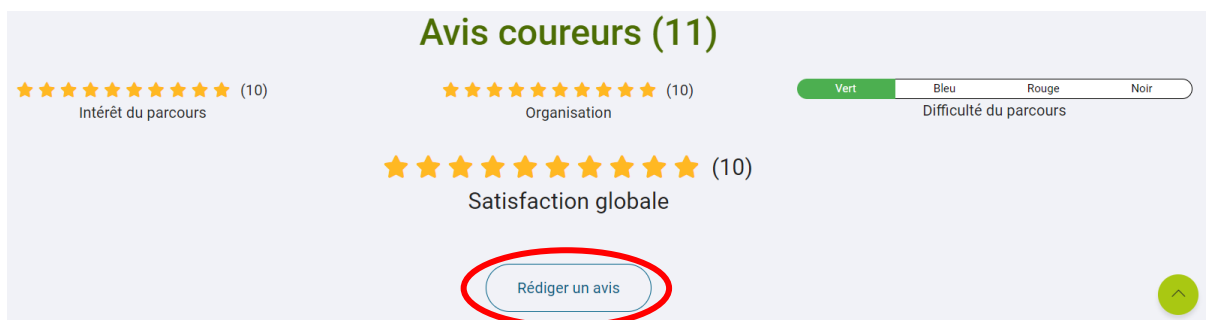 Avis coureurs (11)
(10)
Intérêt du parcours
(10)
Organisation
Vert Bleu Rouge Noir
Difficulté du parcours
(10)
Satisfaction globale
Rédiger un avis